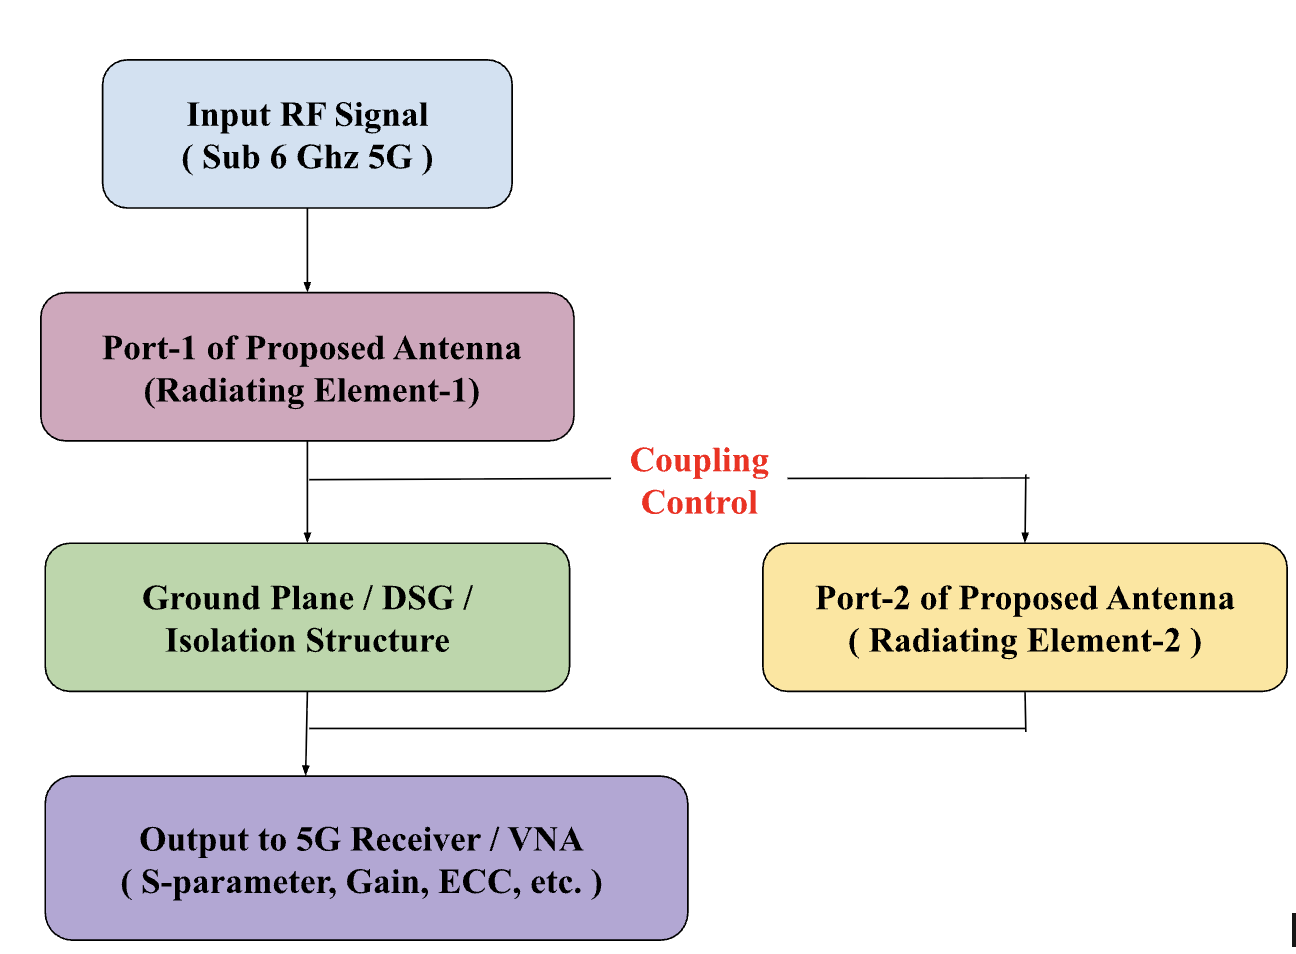 Input RF Signal
( Sub 6 Ghz 5G )
Port-1 of Proposed Antenna
(Radiating Element-1)
Coupling
Control
Ground Plane / DSG /
Isolation Structure
Port-2 of Proposed Antenna
( Radiating Element-2 )
Output to 5G Receiver / VNA
( S-parameter, Gain, ECC, etc. )